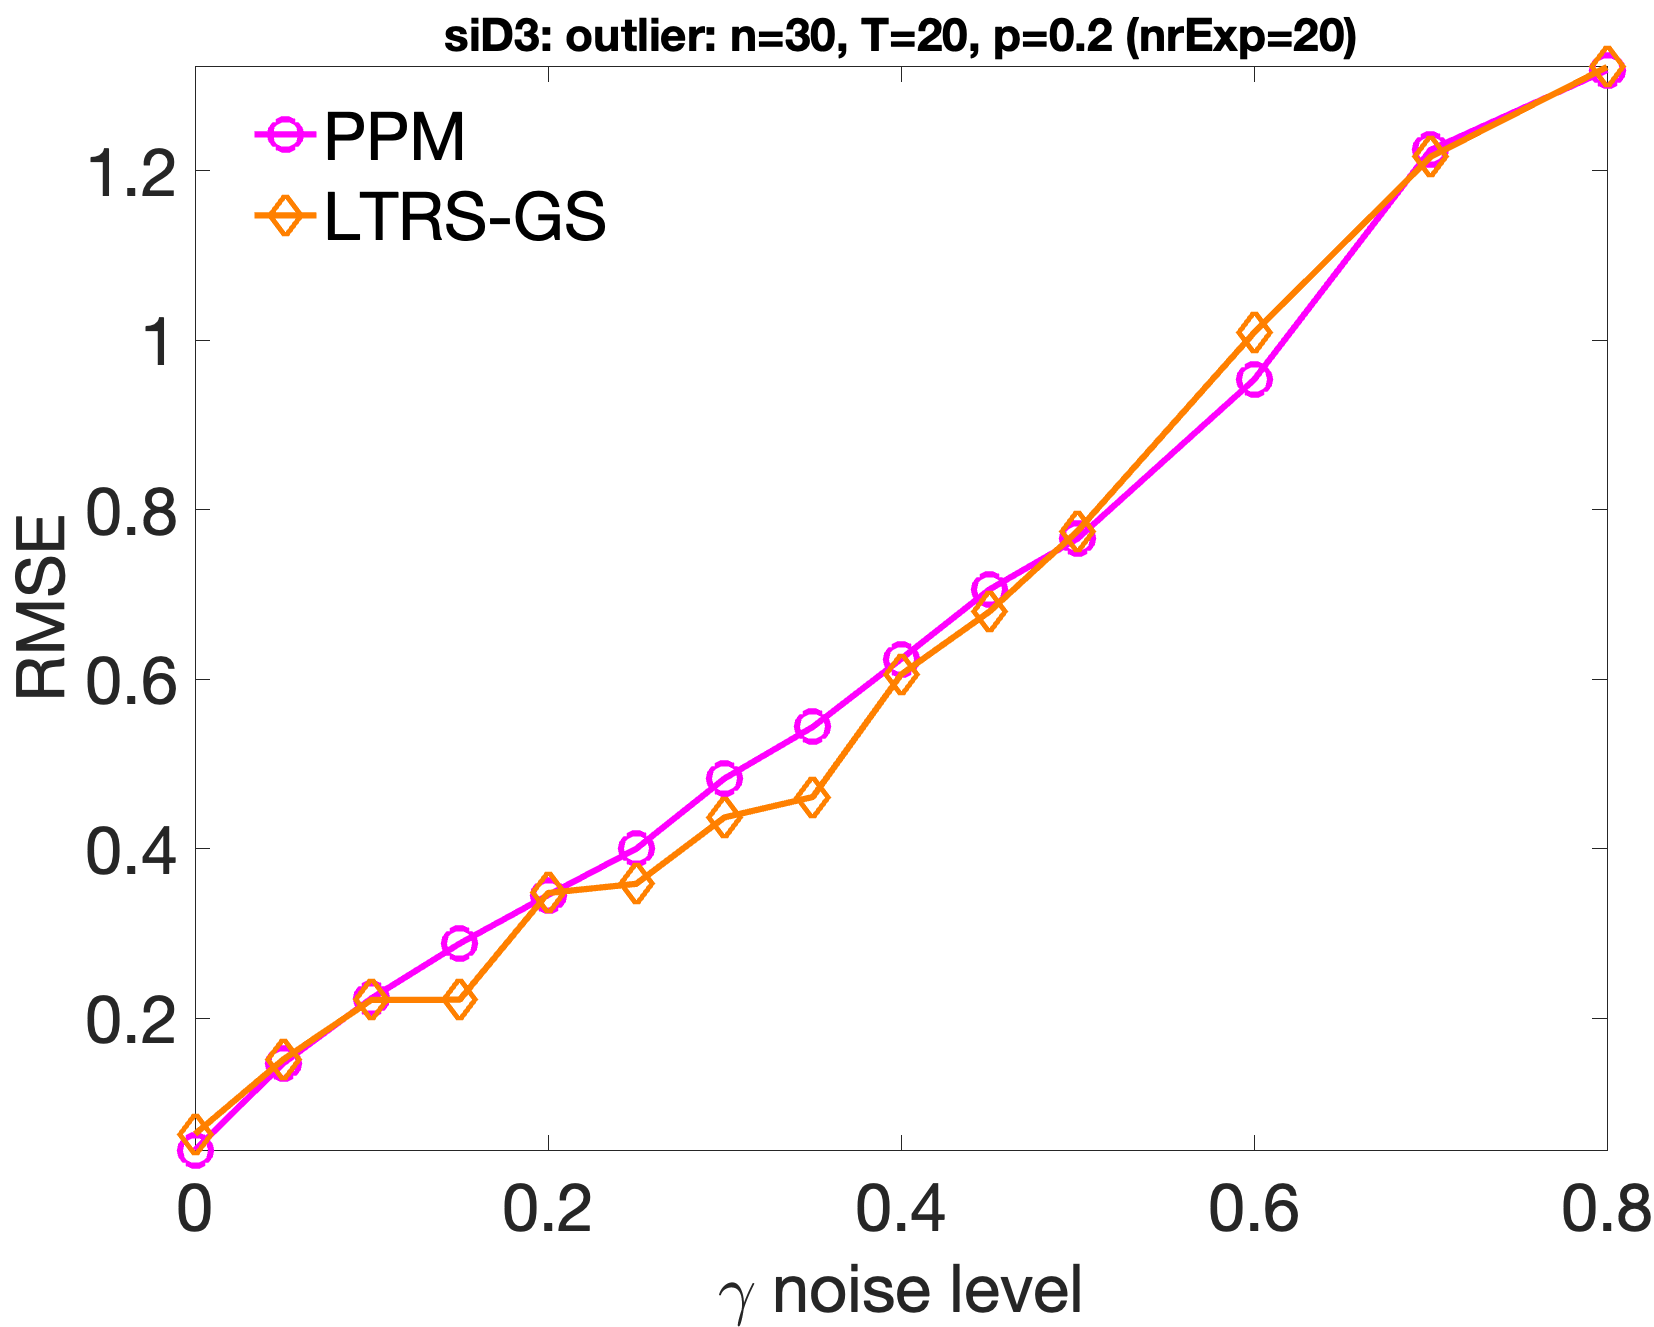 siD3: outlier: n=30, T=20, p=0.2 (nrExp=20)
PPM
LTRS-GS
1.2
1
0.8
0.6
0.4
0.2
RMSE
0 0.2 0.4 0.6 0.8
γ noise level